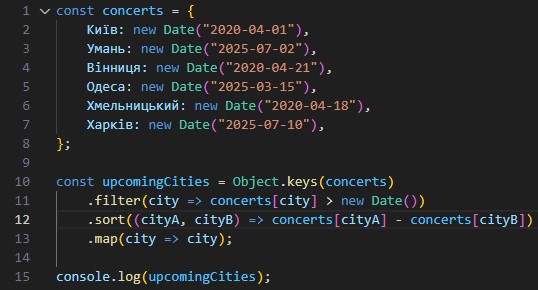 1 const concerts = {
2 Київ: new Date("2020-04-01"),
3 Умань: new Date("2025-07-02"),
4 Вінниця: new Date("2020-04-21"),
5 Одеса: new Date("2025-03-15"),
6 Хмельницький: new Date("2020-04-18"),
7 Харків: new Date("2025-07-10"),
8 };
9
10 const upcomingCities = Object.keys(concerts)
11 .filter(city => concerts[city] > new Date())
12 .sort((cityA, cityB) => concerts[cityA] - concerts[cityB])
13 .map(city => city);
14
15 console.log(upcomingCities);